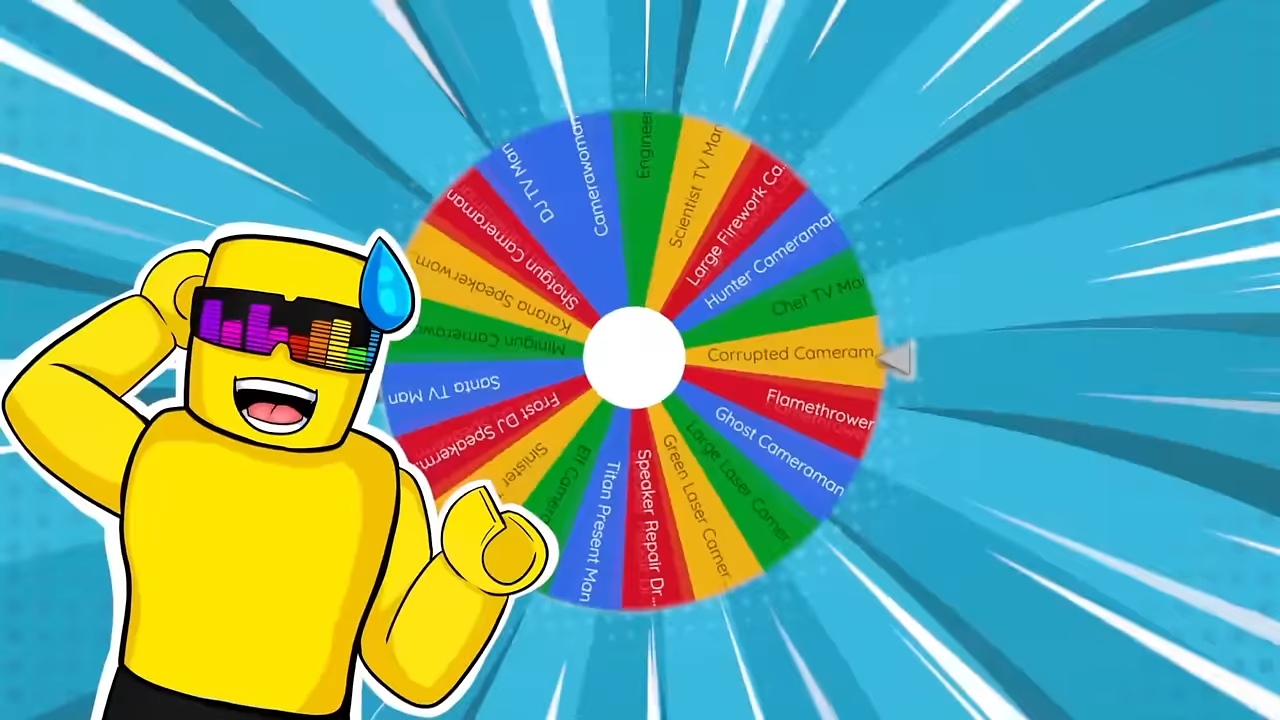 Engineer
Scientist TV Man
Large Firework Ca...
Hunter Cameraman
Chef TV Ma
Corrupted Cameram
Flamethrower
Ghost Cameraman
Large Laser Camer
Green Laser Camer...
Speaker Repair Dr...
Titan Present Man
Elf Camera
Sinister
Frost DJ Speakerm...
Santa TV Man
Minigun Camerawo
Katana Speakerwom...
Shotgun Cameraman
DJ TV Man
Camerawoman